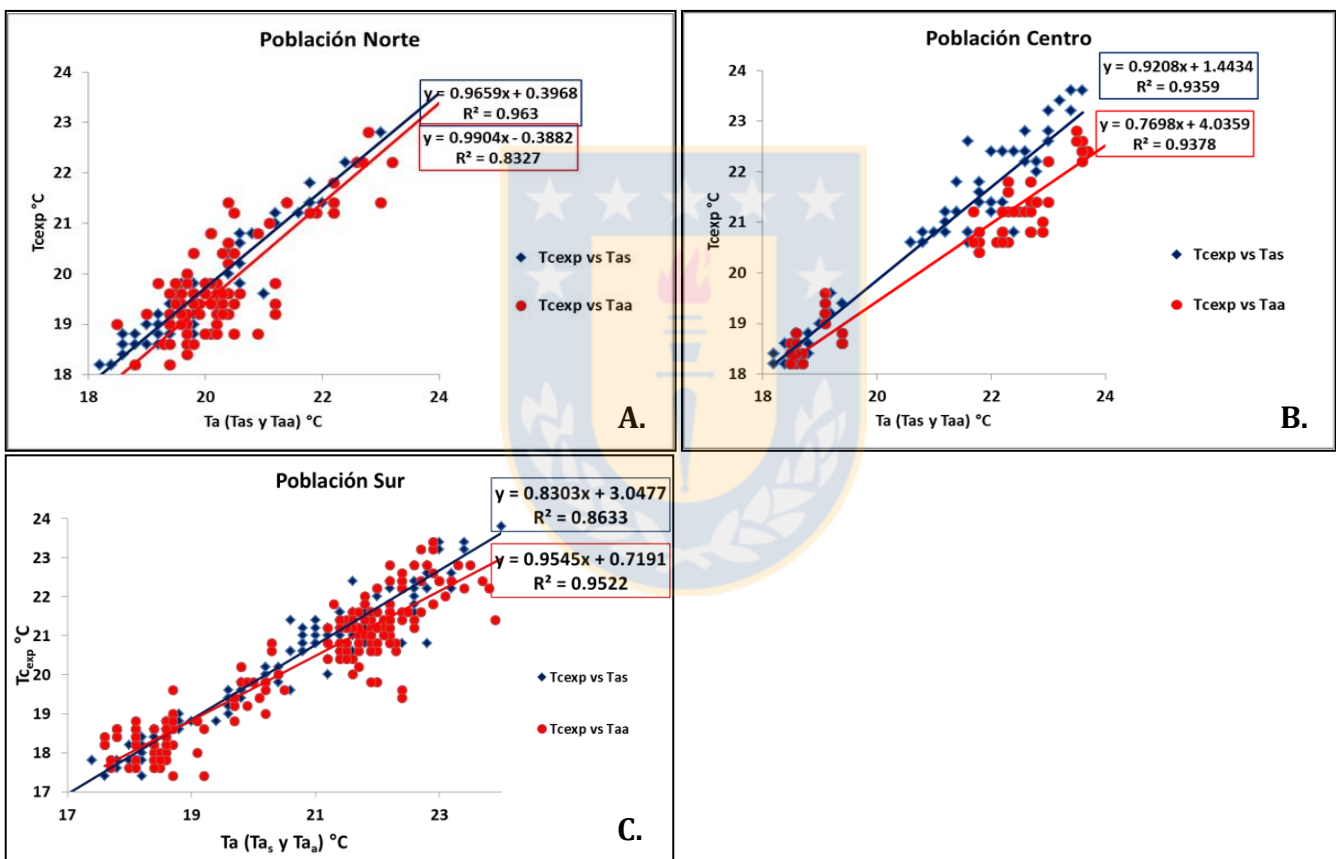 Población Norte
Tcexp °C
24
23
22
21
20
19
18
18 20 22 24
Ta (Tas y Taa) °C
y = 0.9659x + 0.3968
R² = 0.963
y = 0.9904x - 0.3882
R² = 0.8327
Tcexp vs Tas
Tcexp vs Taa
A.
Población Centro
Tcexp °C
24
23
22
21
20
19
18
18 20 22 24
Ta (Tas y Taa) °C
y = 0.9208x + 1.4434
R² = 0.9359
y = 0.7698x + 4.0359
R² = 0.9378
Tcexp vs Tas
Tcexp vs Taa
B.
Población Sur
Tcexp °C
24
23
22
21
20
19
18
17
17 19 21 23
Ta (Tas y Taa) °C
y = 0.8303x + 3.0477
R² = 0.8633
y = 0.9545x + 0.7191
R² = 0.9522
Tcexp vs Tas
Tcexp vs Taa
C.